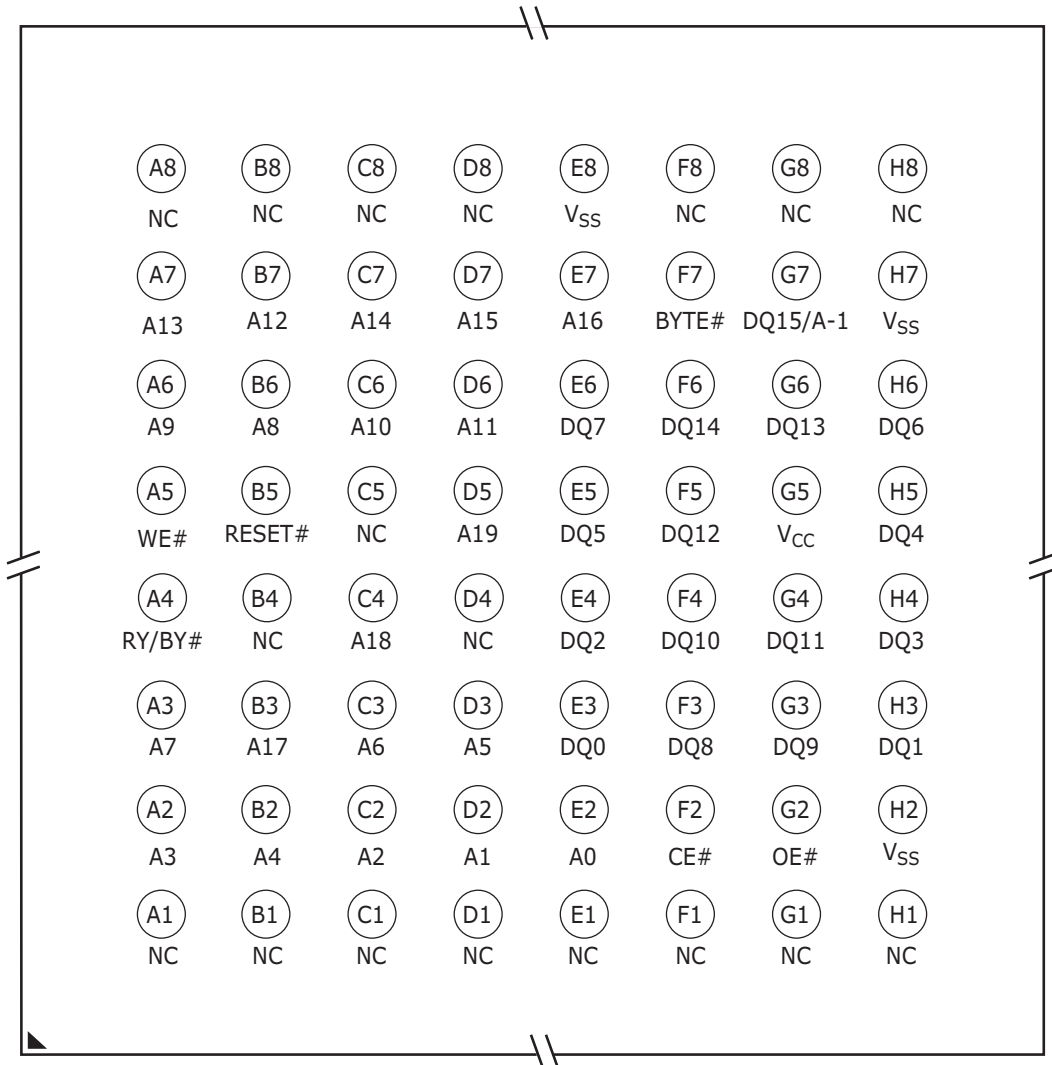 A8 B8 C8 D8 E8 F8 G8 H8
NC NC NC NC VSS NC NC NC
A7 B7 C7 D7 E7 F7 G7 H7
A13 A12 A14 A15 A16 BYTE# DQ15/A-1 VSS
A6 B6 C6 D6 E6 F6 G6 H6
A9 A8 A10 A11 DQ7 DQ14 DQ13 DQ6
A5 B5 C5 D5 E5 F5 G5 H5
WE# RESET# NC A19 DQ5 DQ12 VCC DQ4
A4 B4 C4 D4 E4 F4 G4 H4
RY/BY# NC A18 NC DQ2 DQ10 DQ11 DQ3
A3 B3 C3 D3 E3 F3 G3 H3
A7 A17 A6 A5 DQ0 DQ8 DQ9 DQ1
A2 B2 C2 D2 E2 F2 G2 H2
A3 A4 A2 A1 A0 CE# OE# VSS
A1 B1 C1 D1 E1 F1 G1 H1
NC NC NC NC NC NC NC NC